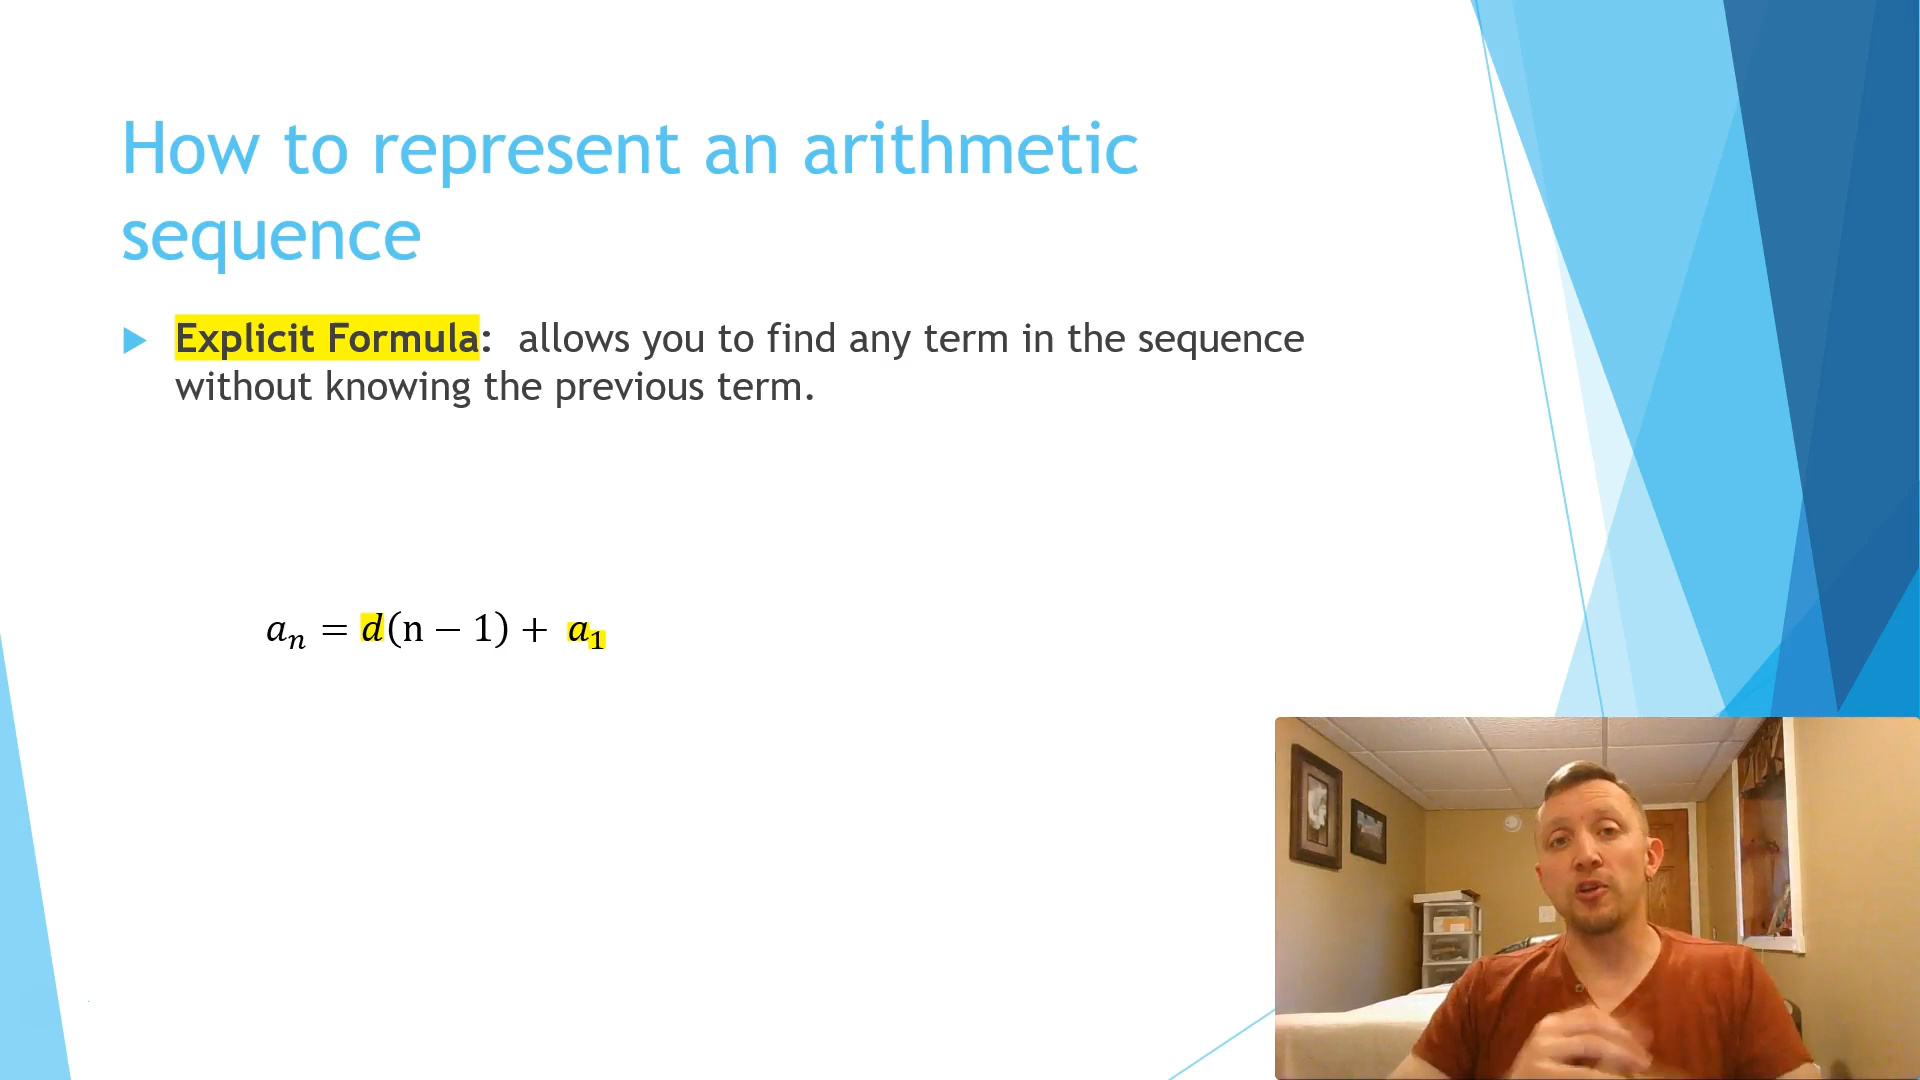 How to represent an arithmetic
sequence
Explicit Formula:  allows you to find any term in the sequence
without knowing the previous term.
aₙ = d(n − 1) + a₁